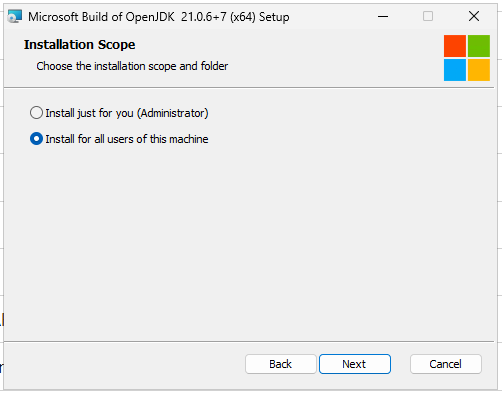 Microsoft Build of OpenJDK 21.0.6+7 (x64) Setup
Installation Scope
Choose the installation scope and folder
Install just for you (Administrator)
Install for all users of this machine
Back Next Cancel